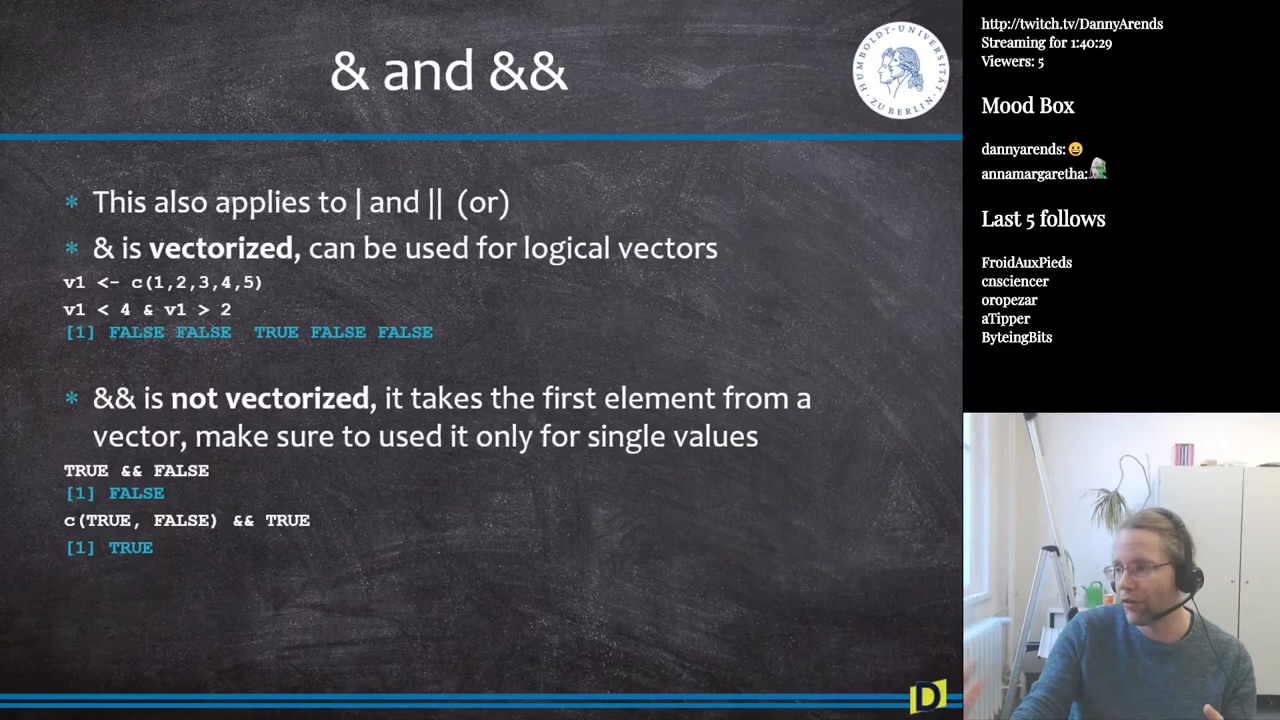 & and &&
HUMBOLDT-UNIVERSITÄT ZU BERLIN
* This also applies to | and || (or)
* & is vectorized, can be used for logical vectors
v1 <- c(1,2,3,4,5)
v1 < 4 & v1 > 2
[1] FALSE FALSE TRUE FALSE FALSE
* && is not vectorized, it takes the first element from a
vector, make sure to used it only for single values
TRUE && FALSE
[1] FALSE
c(TRUE, FALSE) && TRUE
[1] TRUE
D
http://twitch.tv/DannyArends
Streaming for 1:40:29
Viewers: 5
Mood Box
dannyarends: 😀
annamargaretha:
Last 5 follows
FroidAuxPieds
cnsciencer
oropezar
aTipper
ByteingBits